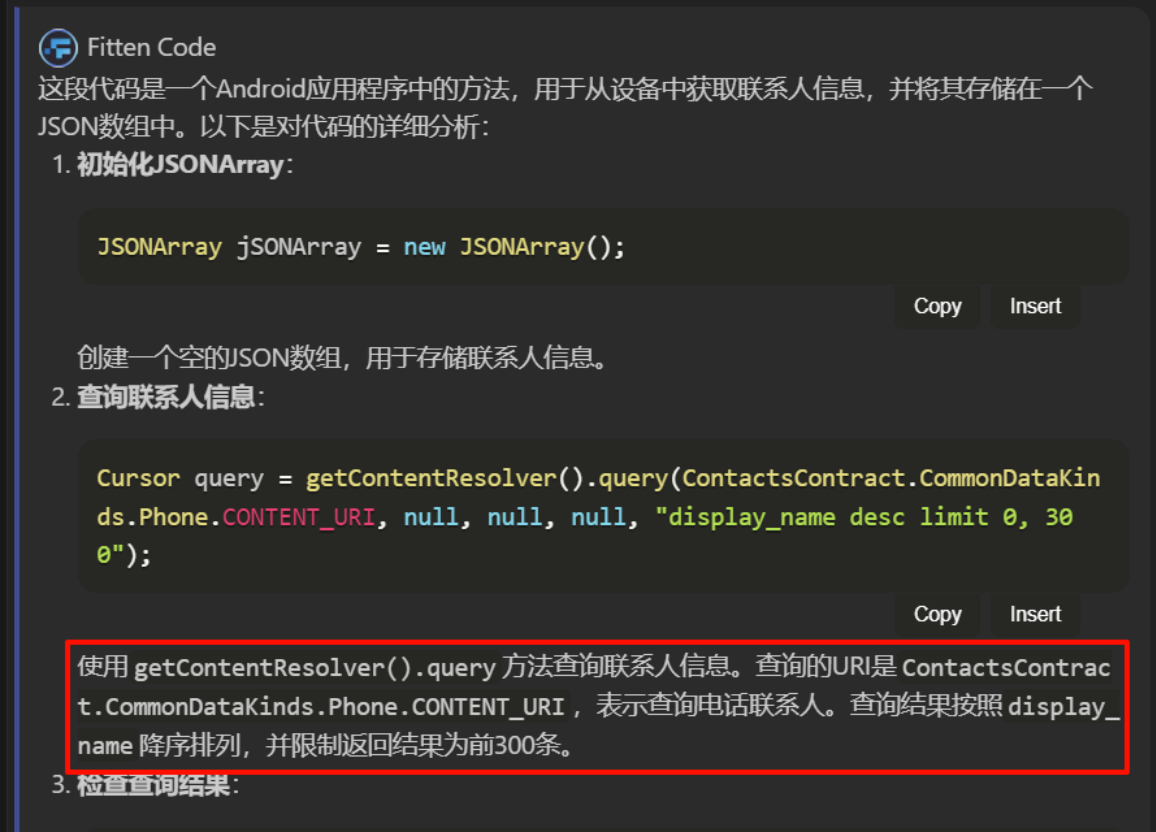 Fitten Code
这段代码是一个Android应用程序中的方法，用于从设备中获取联系人信息，并将其存储在一个
JSON数组中。以下是对代码的详细分析：
1. 初始化JSONArray：
JSONArray jSONArray = new JSONArray();
Copy Insert
创建一个空的JSON数组，用于存储联系人信息。
2. 查询联系人信息：
Cursor query = getContentResolver().query(ContactsContract.CommonDataKin
ds.Phone.CONTENT_URI, null, null, null, "display_name desc limit 0, 30
0");
Copy Insert
使用 getContentResolver().query 方法查询联系人信息。查询的URI是 ContactsContrac
t.CommonDataKinds.Phone.CONTENT_URI ，表示查询电话联系人。查询结果按照 display_
name 降序排列，并限制返回结果为前300条。
3. 检查查询结果：